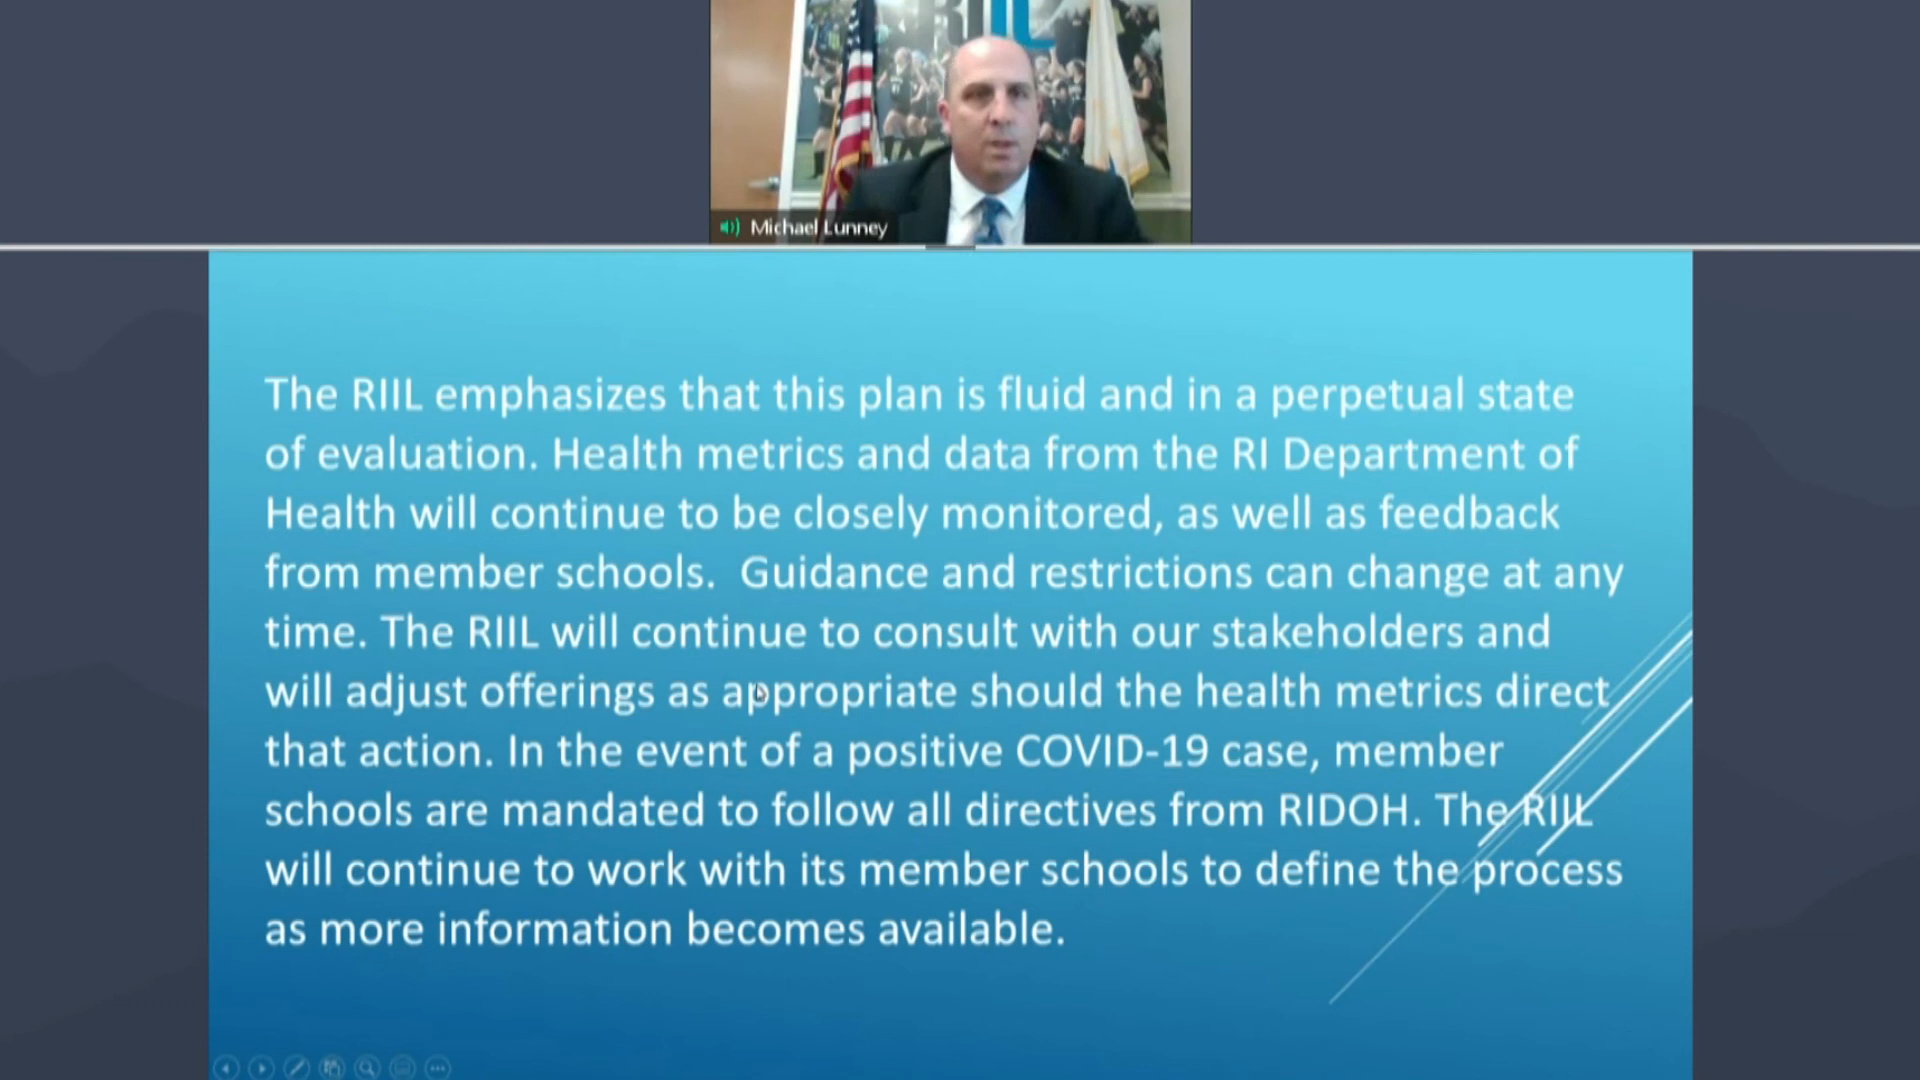 RIIL
Michael Lunney
The RIIL emphasizes that this plan is fluid and in a perpetual state
of evaluation. Health metrics and data from the RI Department of
Health will continue to be closely monitored, as well as feedback
from member schools.  Guidance and restrictions can change at any
time. The RIIL will continue to consult with our stakeholders and
will adjust offerings as appropriate should the health metrics direct
that action. In the event of a positive COVID-19 case, member
schools are mandated to follow all directives from RIDOH. The RIIL
will continue to work with its member schools to define the process
as more information becomes available.